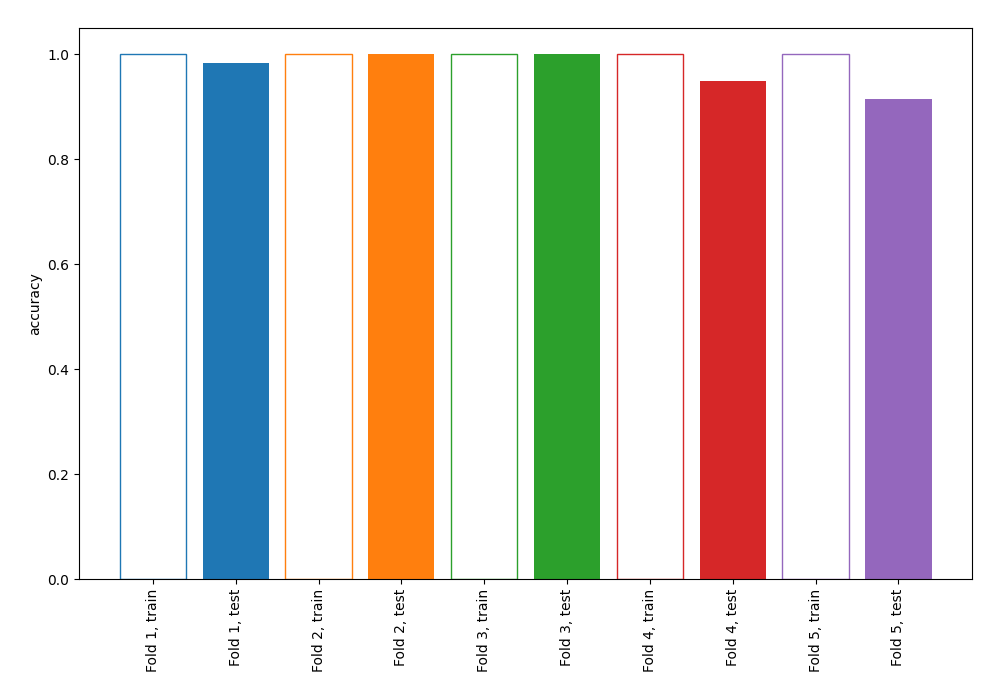 1.0
0.8
0.6
0.4
0.2
0.0
accuracy
Fold 1, train
Fold 1, test
Fold 2, train
Fold 2, test
Fold 3, train
Fold 3, test
Fold 4, train
Fold 4, test
Fold 5, train
Fold 5, test